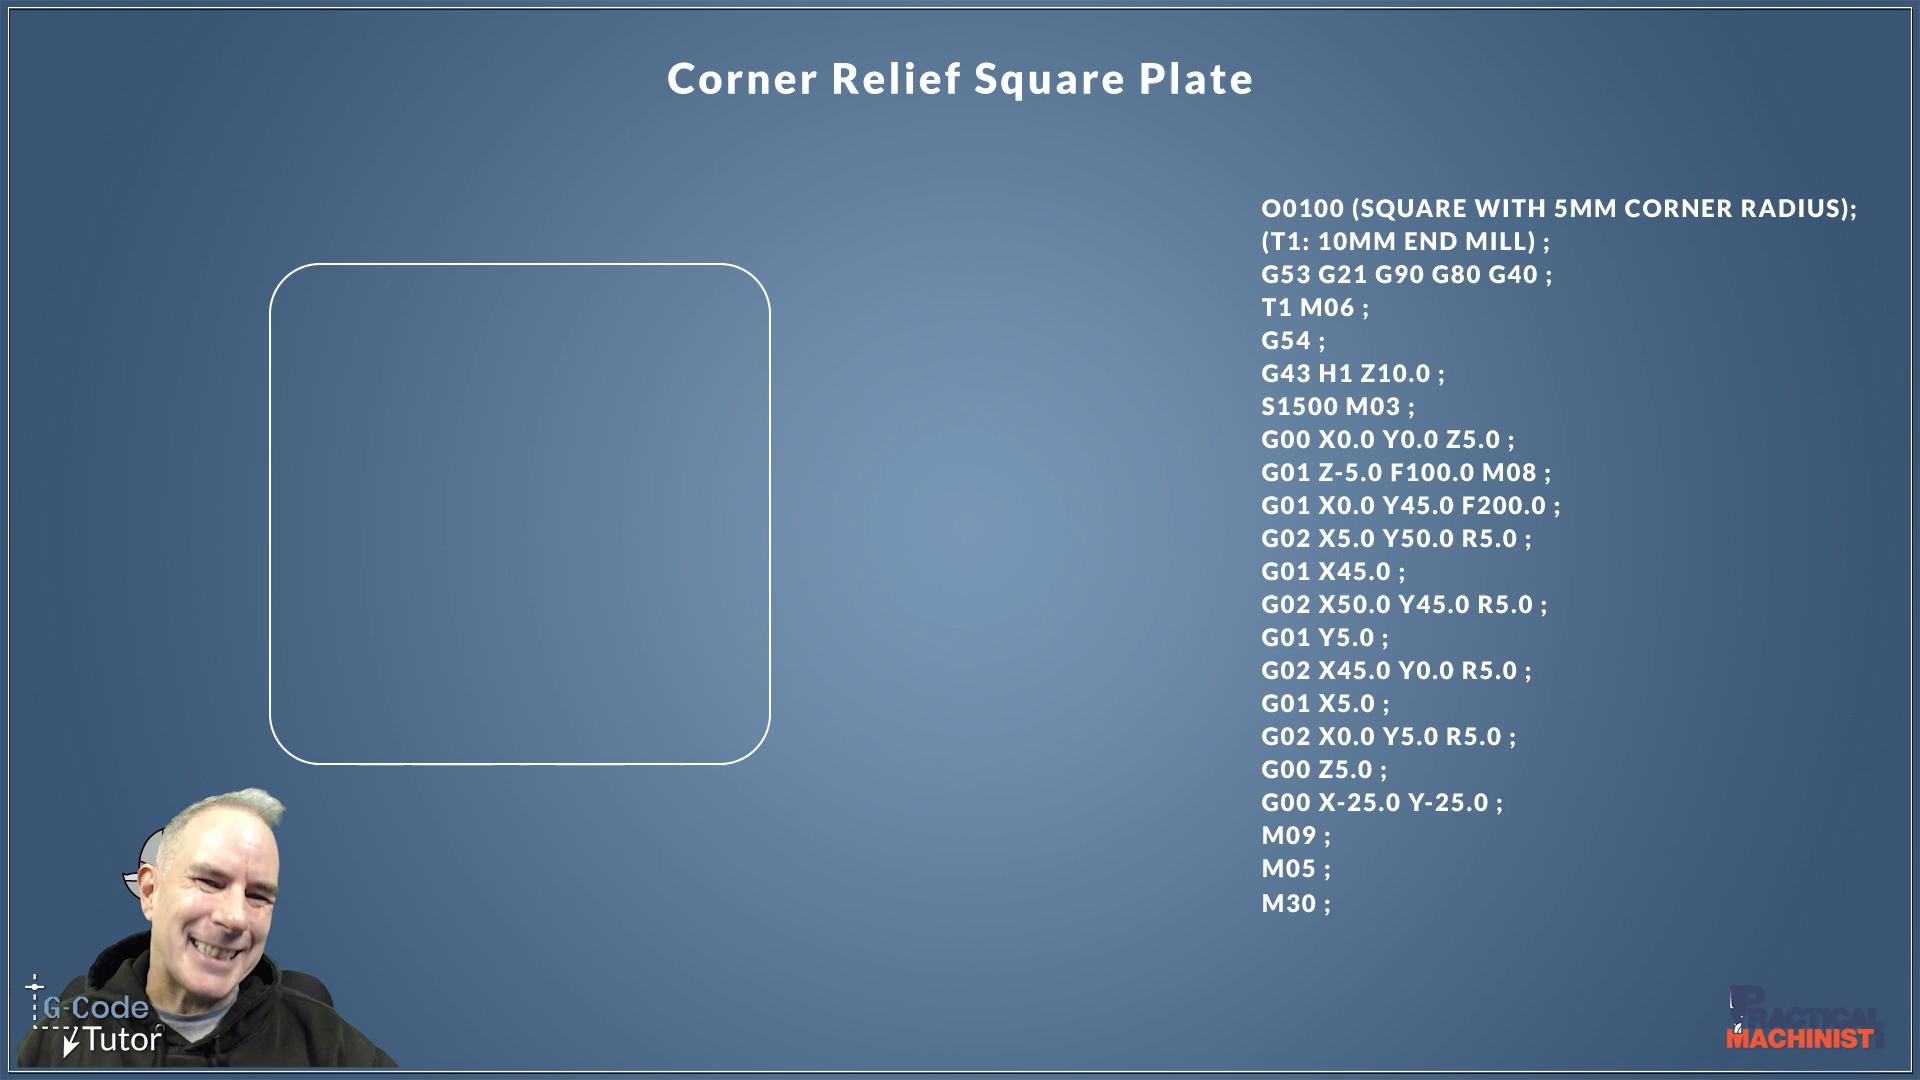 Corner Relief Square Plate
O0100 (SQUARE WITH 5MM CORNER RADIUS);
(T1: 10MM END MILL) ;
G53 G21 G90 G80 G40 ;
T1 M06 ;
G54 ;
G43 H1 Z10.0 ;
S1500 M03 ;
G00 X0.0 Y0.0 Z5.0 ;
G01 Z-5.0 F100.0 M08 ;
G01 X0.0 Y45.0 F200.0 ;
G02 X5.0 Y50.0 R5.0 ;
G01 X45.0 ;
G02 X50.0 Y45.0 R5.0 ;
G01 Y5.0 ;
G02 X45.0 Y0.0 R5.0 ;
G01 X5.0 ;
G02 X0.0 Y5.0 R5.0 ;
G00 Z5.0 ;
G00 X-25.0 Y-25.0 ;
M09 ;
M05 ;
M30 ;
G-Code
Tutor
PRACTICAL
MACHINIST